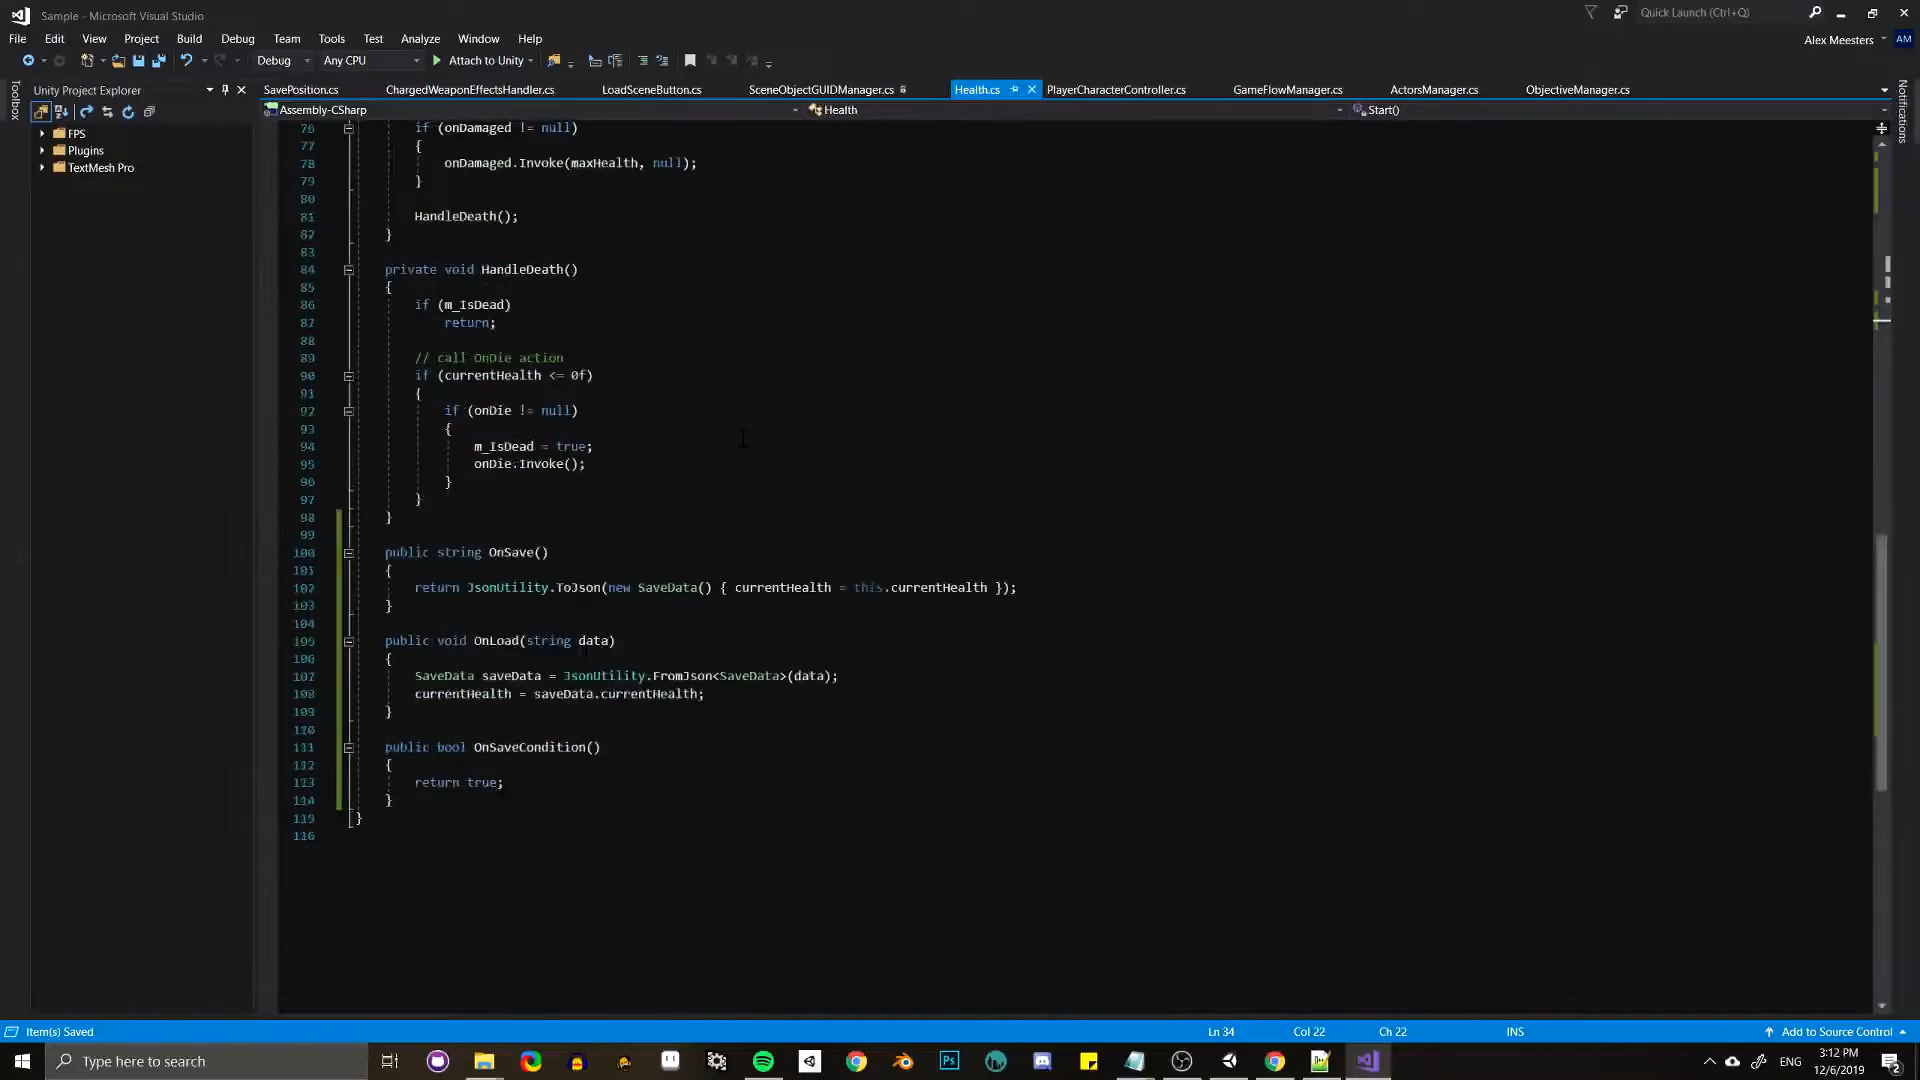 Sample - Microsoft Visual Studio
Quick Launch (Ctrl+Q)
File Edit View Project Build Debug Team Tools Test Analyze Window Help
Alex Meesters AM
Debug Any CPU Attach to Unity
Toolbox
Unity Project Explorer
SavePosition.cs ChargedWeaponEffectsHandler.cs LoadSceneButton.cs SceneObjectGUIDManager.cs Health.cs PlayerCharacterController.cs GameFlowManager.cs ActorsManager.cs ObjectiveManager.cs
Notifications
Assembly-CSharp Health Start()
FPS
Plugins
TextMesh Pro
76 if (onDamaged != null)
77 {
78 onDamaged.Invoke(maxHealth, null);
79 }
80
81 HandleDeath();
82 }
83
84 private void HandleDeath()
85 {
86 if (m_IsDead)
87 return;
88
89 // call OnDie action
90 if (currentHealth <= 0f)
91 {
92 if (onDie != null)
93 {
94 m_IsDead = true;
95 onDie.Invoke();
96 }
97 }
98 }
99
100 public string OnSave()
101 {
102 return JsonUtility.ToJson(new SaveData() { currentHealth = this.currentHealth });
103 }
104
105 public void OnLoad(string data)
106 {
107 SaveData saveData = JsonUtility.FromJson<SaveData>(data);
108 currentHealth = saveData.currentHealth;
109 }
110
111 public bool OnSaveCondition()
112 {
113 return true;
114 }
115 }
116
Item(s) Saved Ln 34 Col 22 Ch 22 INS Add to Source Control
Type here to search Ps ENG 3:12 PM
12/6/2019 2